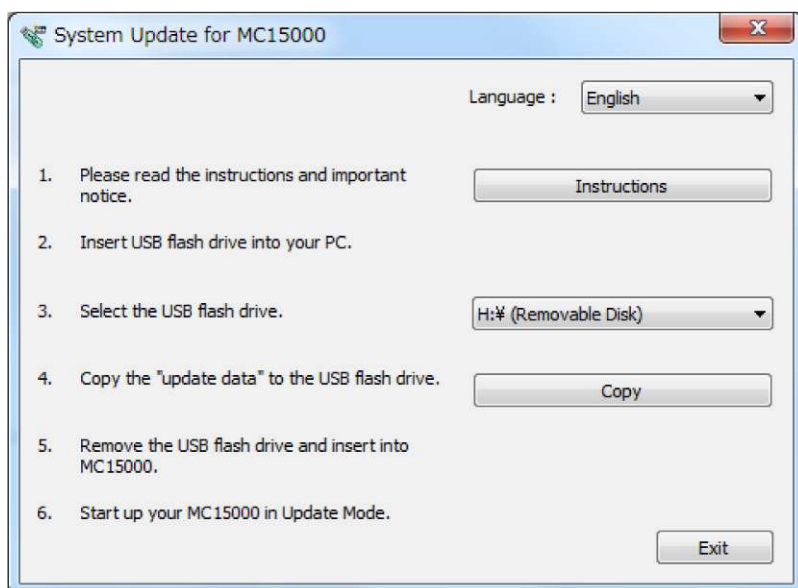 System Update for MC15000
Language :
English
1.
Please read the instructions and important
notice.
Instructions
2.
Insert USB flash drive into your PC.
3.
Select the USB flash drive.
H:¥ (Removable Disk)
4.
Copy the "update data" to the USB flash drive.
Copy
5.
Remove the USB flash drive and insert into
MC15000.
6.
Start up your MC15000 in Update Mode.
Exit